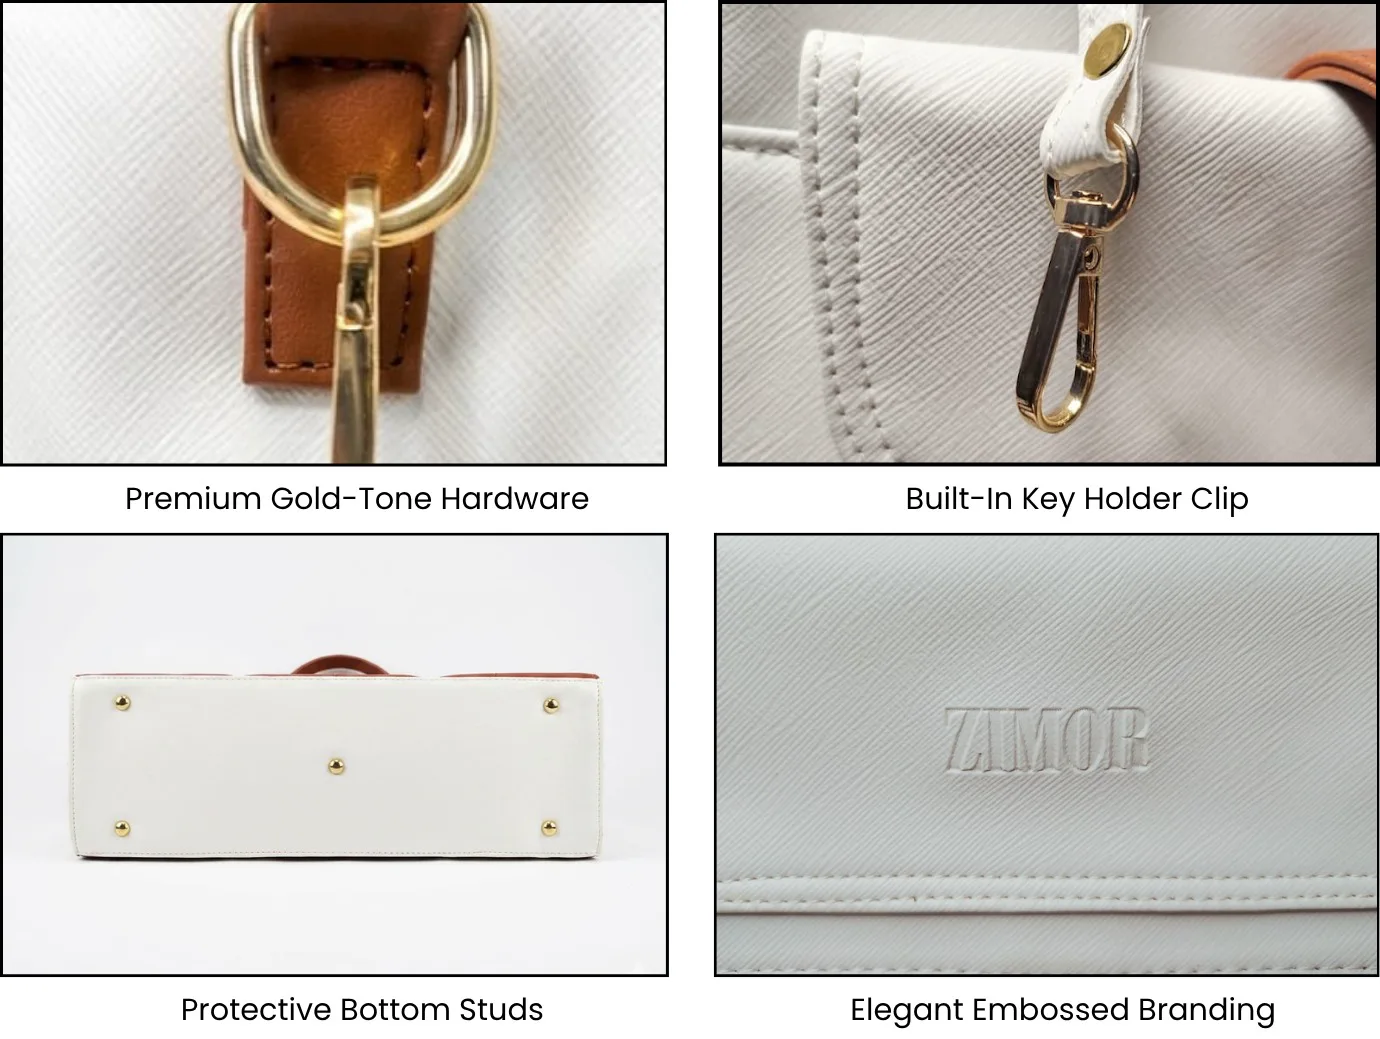 Premium Gold-Tone Hardware
Built-In Key Holder Clip
Protective Bottom Studs
ZIMOR
Elegant Embossed Branding